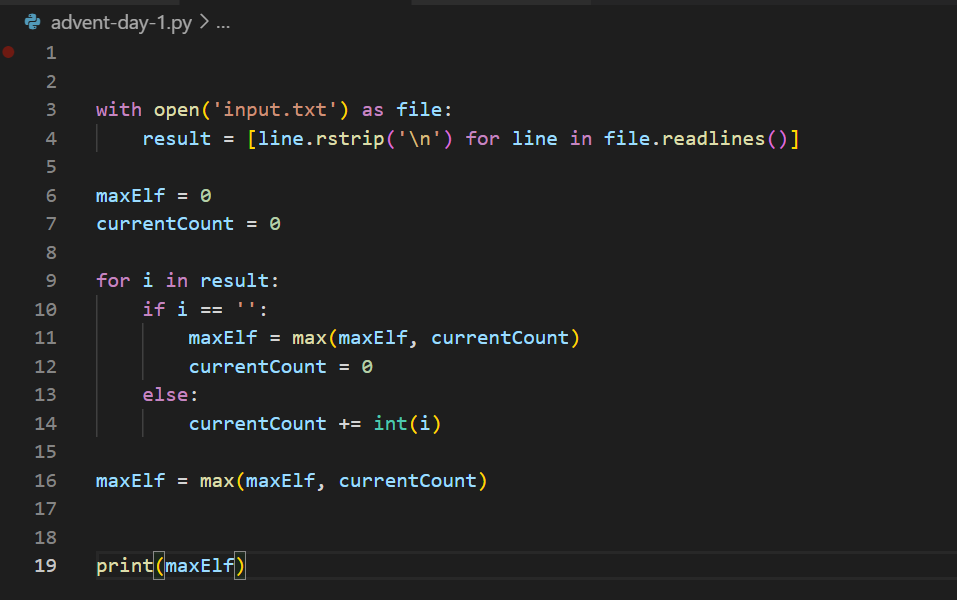 advent-day-1.py > ...
1
2
3 with open('input.txt') as file:
4     result = [line.rstrip('\n') for line in file.readlines()]
5
6 maxElf = 0
7 currentCount = 0
8
9 for i in result:
10     if i == '':
11         maxElf = max(maxElf, currentCount)
12         currentCount = 0
13     else:
14         currentCount += int(i)
15
16 maxElf = max(maxElf, currentCount)
17
18
19 print(maxElf)